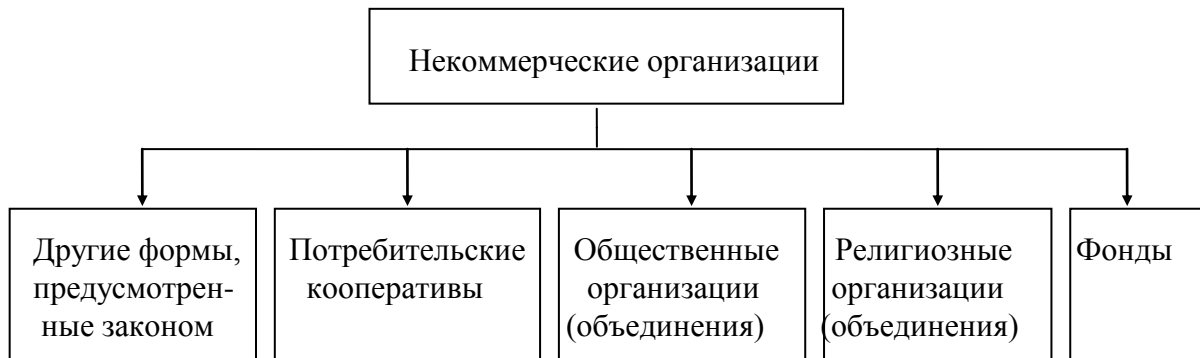 Некоммерческие организации
Другие формы,
предусмотрен-
ные законом
Потребительские
кооперативы
Общественные
организации
(объединения)
Религиозные
организации
(объединения)
Фонды